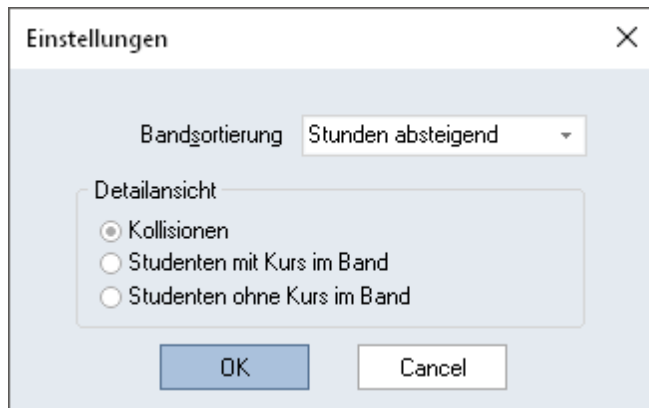 Einstellungen
Bandsortierung Stunden absteigend
Detailansicht
Kollisionen
Studenten mit Kurs im Band
Studenten ohne Kurs im Band
OK Cancel